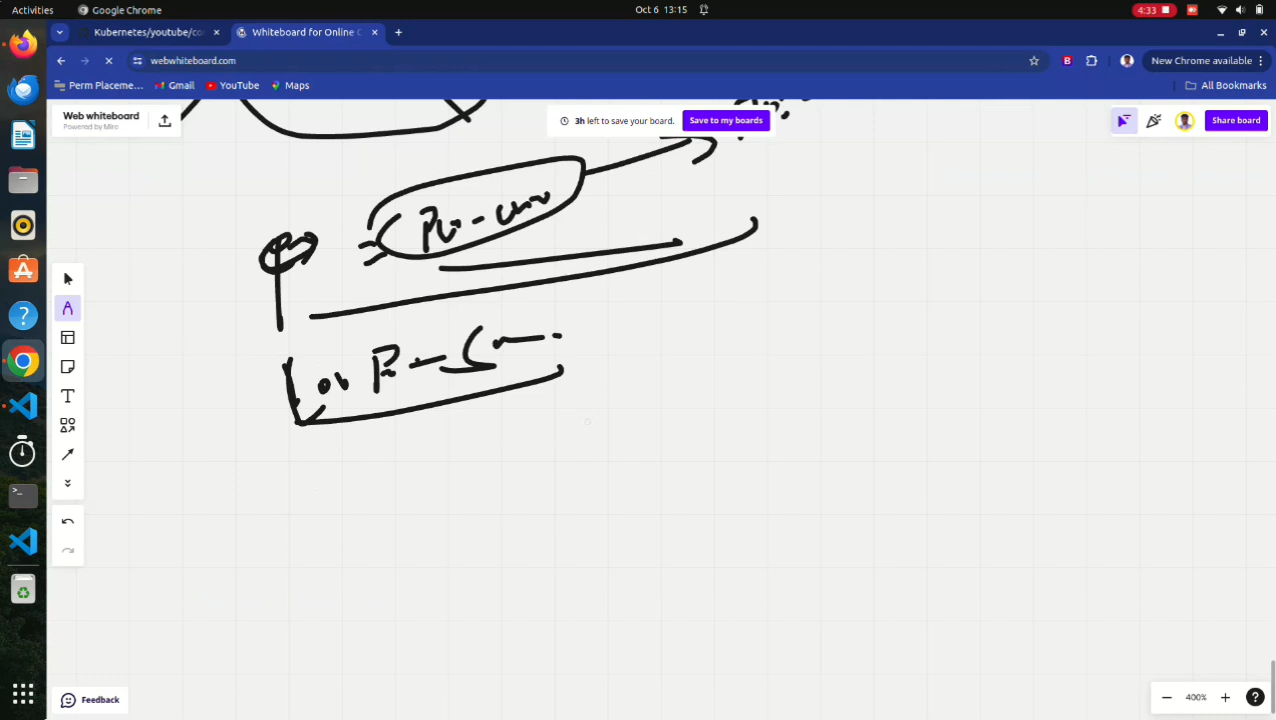 Activities
Google Chrome
Oct 6 13:15
4:33
Kubernetes/youtube/co
Whiteboard for Online C
webwhiteboard.com
New Chrome available
Perm Placeme...
Gmail
YouTube
Maps
All Bookmarks
Web whiteboard
Powered by Miro
3h left to save your board.
Save to my boards
Share board
B
T
?
Feedback
400%
?